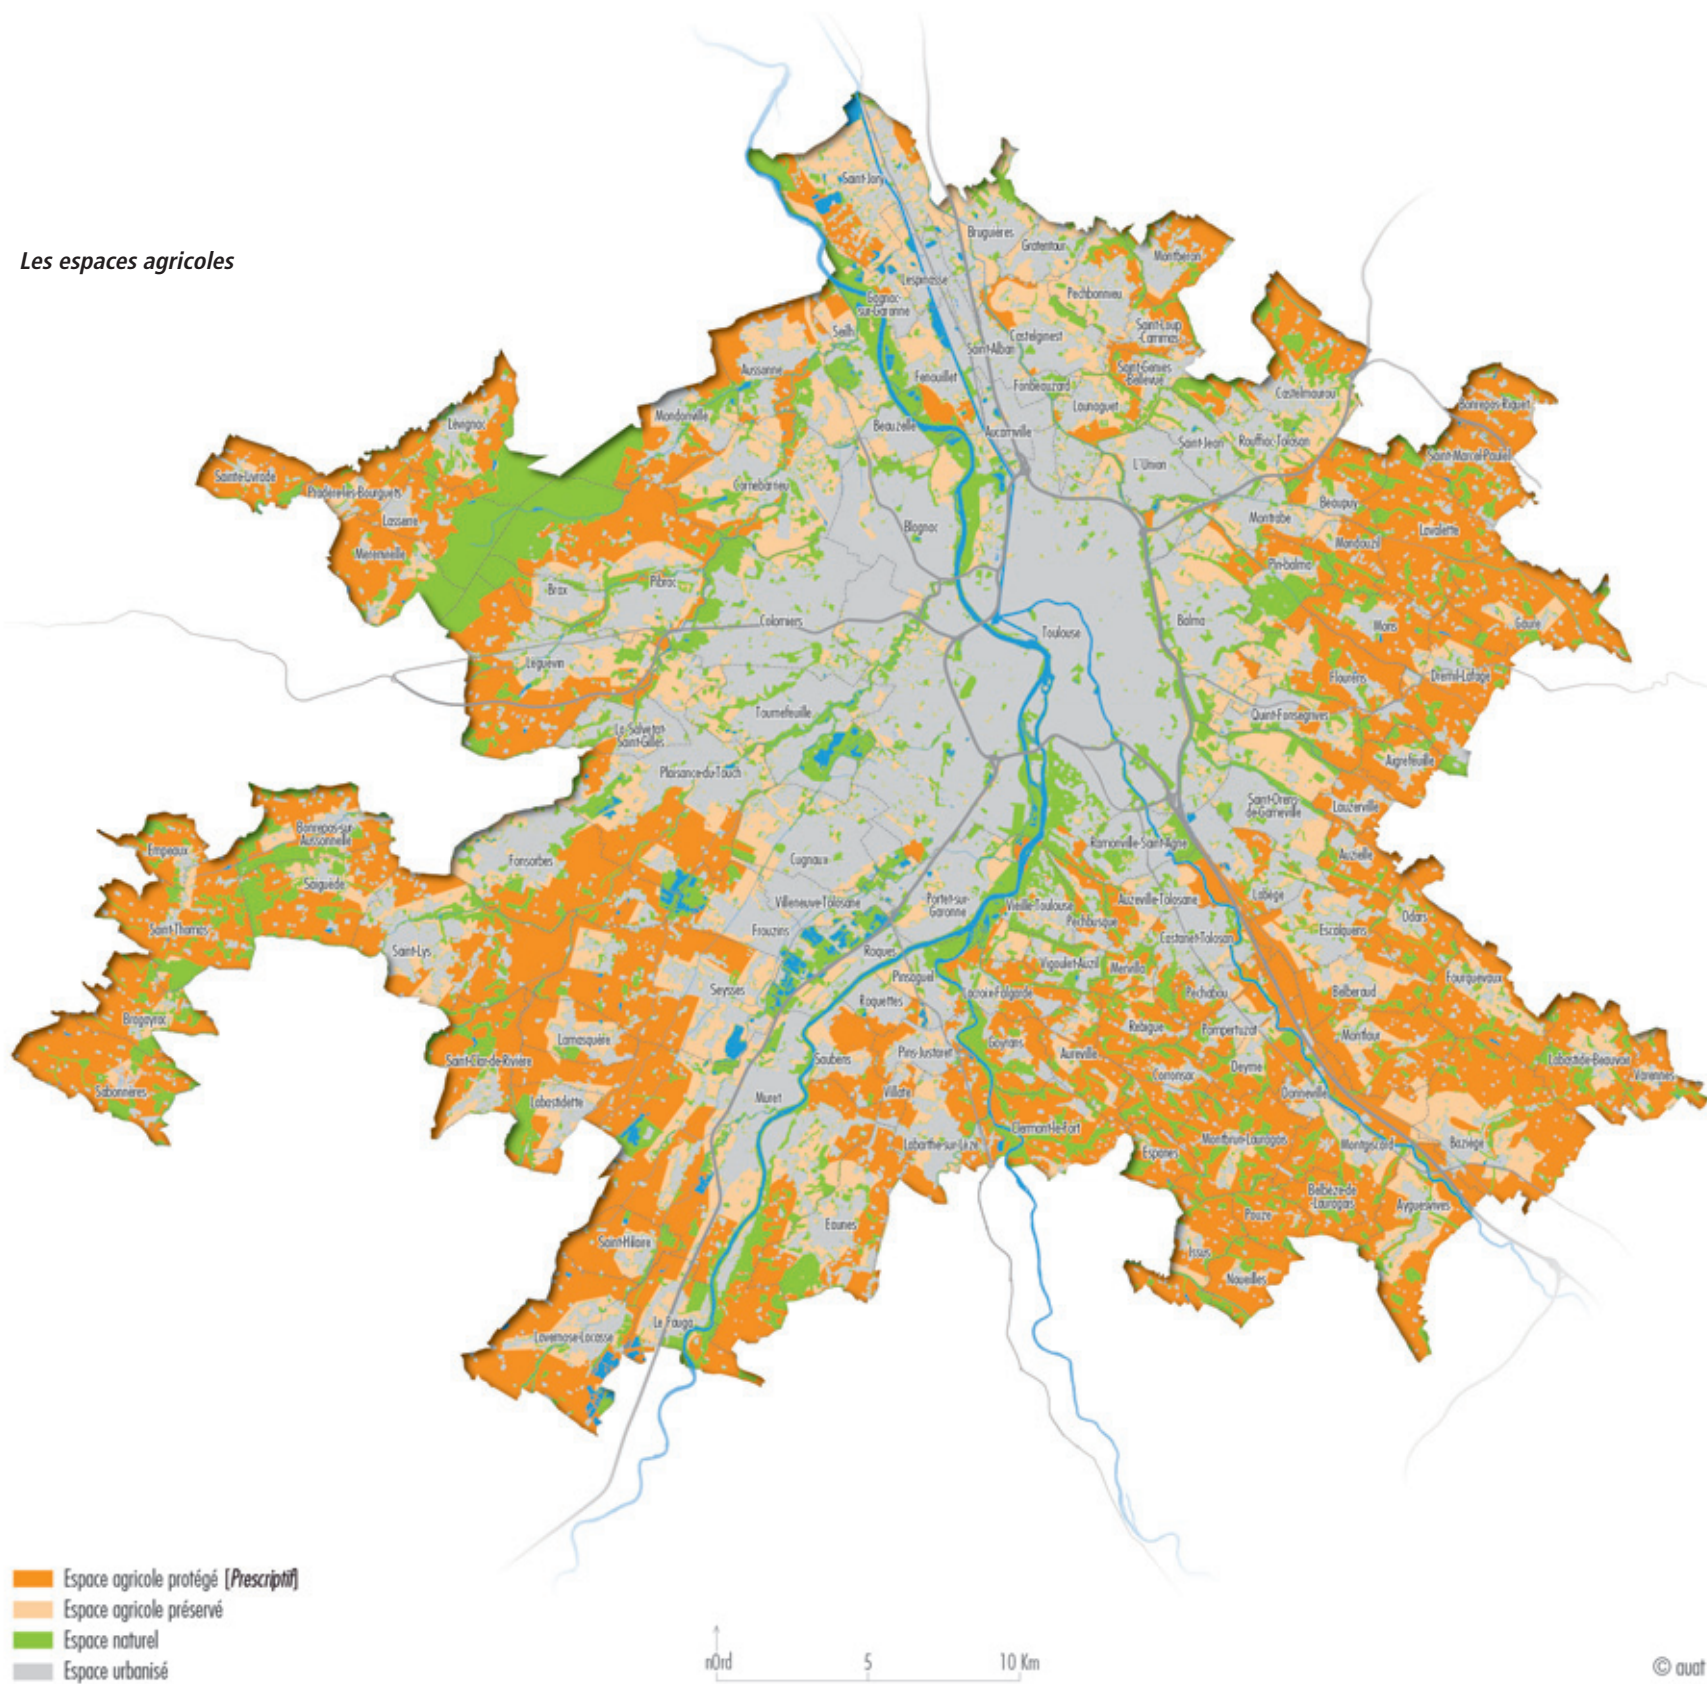 Les espaces agricoles
Saint-Jory
Bruguières
Gratentour
Montberon
Lespinasse
Pechbonnieu
Gagnac-
sur-Garonne
Seilh
Saint-Loup
-Cammas
Castelginest
Saint-Alban
Aussonne
Fenouillet
Saint-Geniès
-Bellevue
Fonbeauzard
Castelmaurou
Launaguet
Bonrepos-Riquet
Mondonville
Lévignac
Beauzelle
Aucamville
Saint-Jean
Rouffiac-Tolosan
Saint-Marcel-Paulel
L'Union
Sainte-Livrade
Pradère-les-Bourguets
Cornebarrieu
Lasserre
Beaupuy
Montrabe
Blagnac
Lavalette
Mondouzil
Mérenvielle
Pin-balma
Brax
Pibrac
Colomiers
Toulouse
Balma
Mons
Gauré
Léguevin
Flourens
Drémil-Lafage
Tournefeuille
Quint-Fonsegrives
La Salvetat-
Saint-Gilles
Aigrefeuille
Plaisance-du-Touch
Saint-Orens-
de-Gameville
Lauzerville
Bonrepos-sur-
Aussonnelle
Empeaux
Ramonville-Saint-Agne
Auzielle
Fonsorbes
Cugnaux
Saiguède
Labège
Villeneuve-Tolosane
Portet-sur-
Garonne
Vieille-Toulouse
Auzeville-Tolosane
Pechbusque
Odars
Saint-Thomas
Frouzins
Escalquens
Castanet-Tolosan
Saint-Lys
Roques
Vigoulet-Auzil
Mervilla
Pinsaguel
Fourquevaux
Seysses
Lacroix-Falgarde
Péchabou
Belberaud
Roquettes
Bragayrac
Rebigue
Pompertuzat
Montlaur
Lamasquère
Goyrans
Aureville
Saint-Clar-de-Rivière
Saubens
Pins-Justaret
Labastide-Beauvoir
Deyme
Varennes
Corronsac
Sabonnères
Villate
Donneville
Muret
Labastidette
Clermont-le-Fort
Montbrun-Lauragais
Labarthe-sur-Lèze
Montgiscard
Baziège
Espanès
Belbèze-de
-Lauragais
Ayguesvives
Pouze
Eaunes
Saint-Hilaire
Issus
Noueilles
Le Fauga
Lavernose-Lacasse
Espace agricole protégé [Prescriptif]
Espace agricole préservé
Espace naturel
Espace urbanisé
nOrd
5
10 Km
© auat